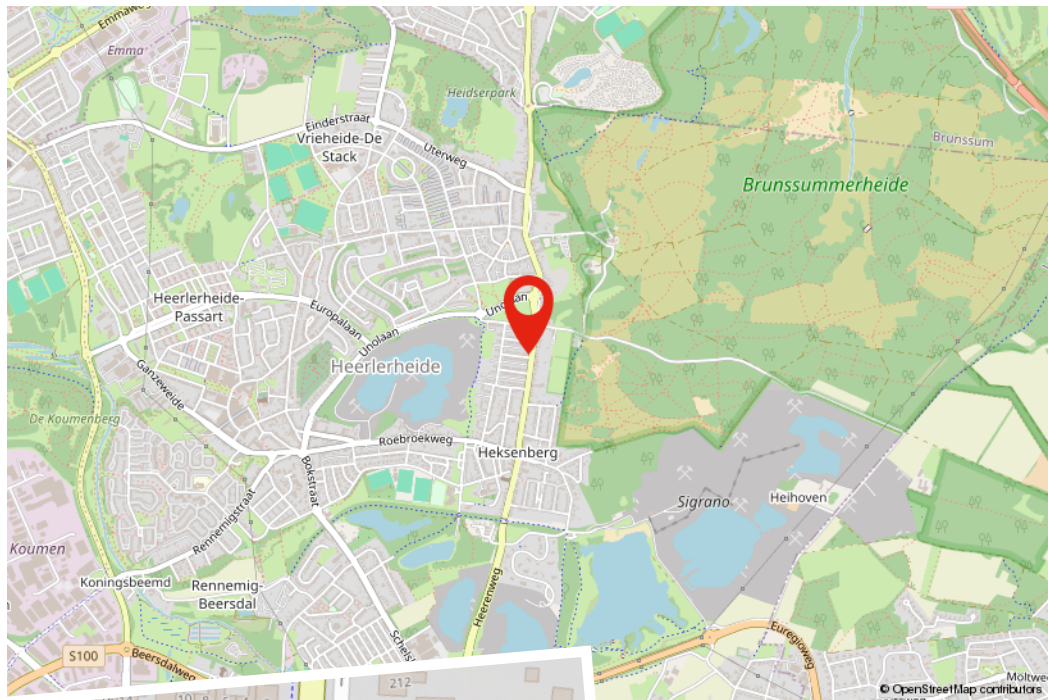 Emmaweg
Emma
Heidserpark
Einderstraat
Vrieheide-De
Stack
Uterweg
Brunssum
Brunssummerheide
Heerlerheide-
Passart
Europalaan
Unolaan
Unolaan
Heerlerheide
Ganzeweide
De Koumenberg
Roebroekweg
Heksenberg
Bokstraat
Sigrano
Heihoven
Rennemigstraat
Koumen
Koningsbeemd
Rennemig-
Beersdal
Heerenweg
Euregioweg
S100
Beersdalweg
212
© OpenStreetMap contributors